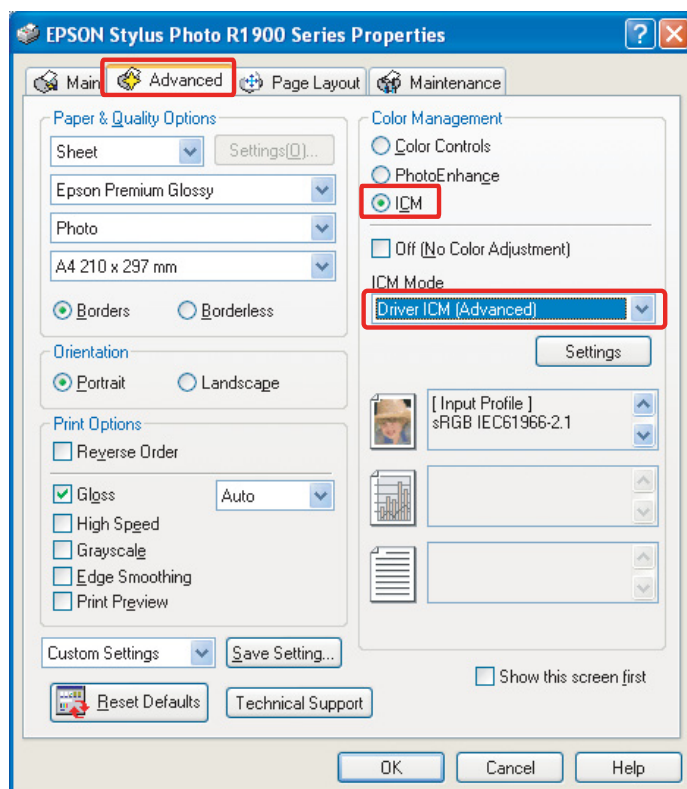 EPSON Stylus Photo R1900 Series Properties
Main
Advanced
Page Layout
Maintenance
Paper & Quality Options
Sheet
Settings(O)...
Epson Premium Glossy
Photo
A4 210 x 297 mm
Borders
Borderless
Orientation
Portrait
Landscape
Print Options
Reverse Order
Gloss
Auto
High Speed
Grayscale
Edge Smoothing
Print Preview
Custom Settings
Save Setting...
Reset Defaults
Technical Support
Color Management
Color Controls
PhotoEnhance
ICM
Off (No Color Adjustment)
ICM Mode
Driver ICM (Advanced)
Settings
[ Input Profile ]
sRGB IEC61966-2.1
Show this screen first
OK
Cancel
Help